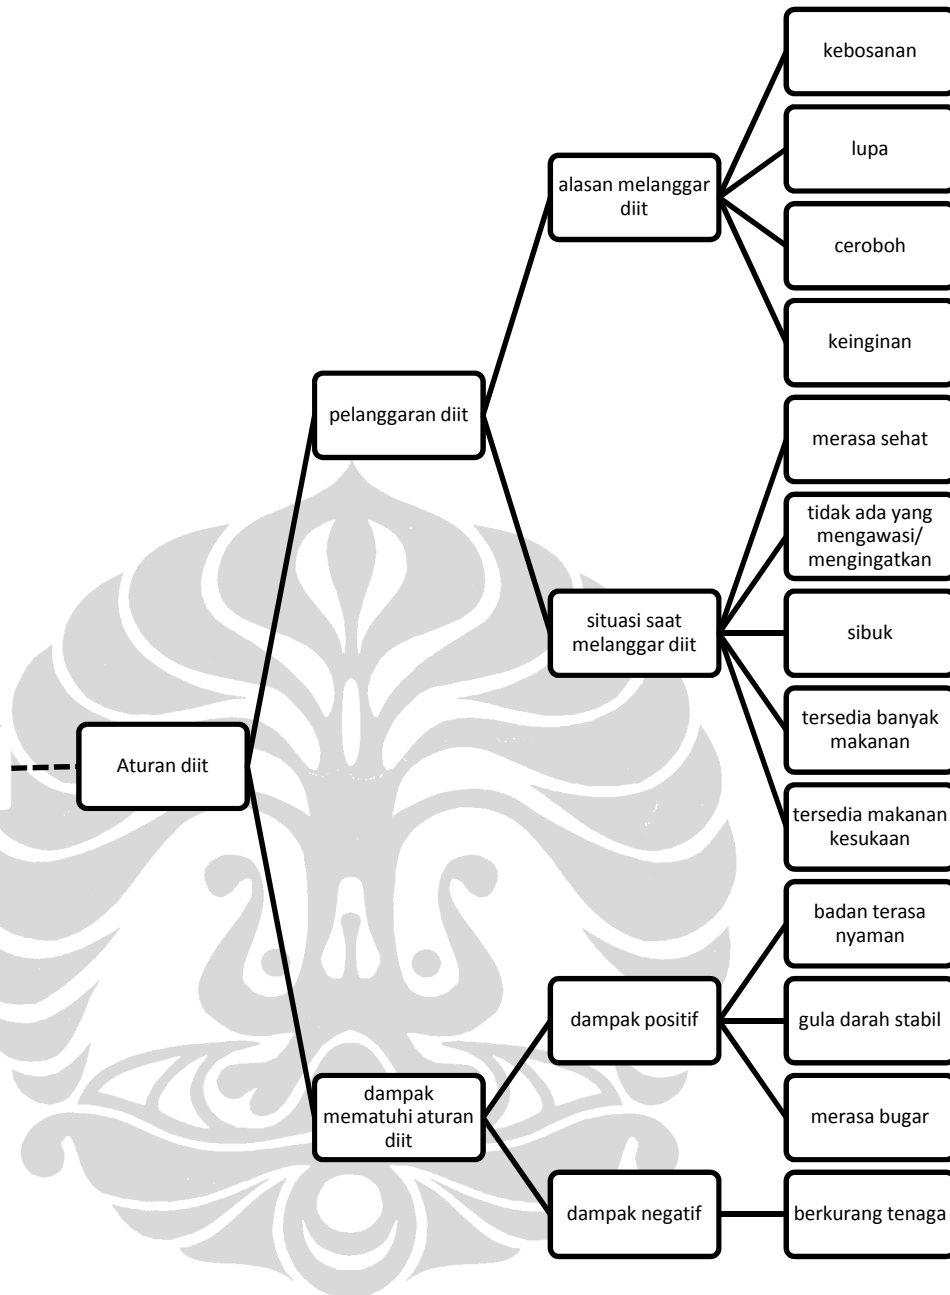 kebosanan
lupa
alasan melanggar
diit
ceroboh
keinginan
pelanggaran diit
merasa sehat
tidak ada yang
mengawasi/
mengingatkan
situasi saat
melanggar diit
sibuk
tersedia banyak
makanan
Aturan diit
tersedia makanan
kesukaan
badan terasa
nyaman
dampak positif
gula darah stabil
dampak
mematuhi aturan
diit
merasa bugar
dampak negatif
berkurang tenaga